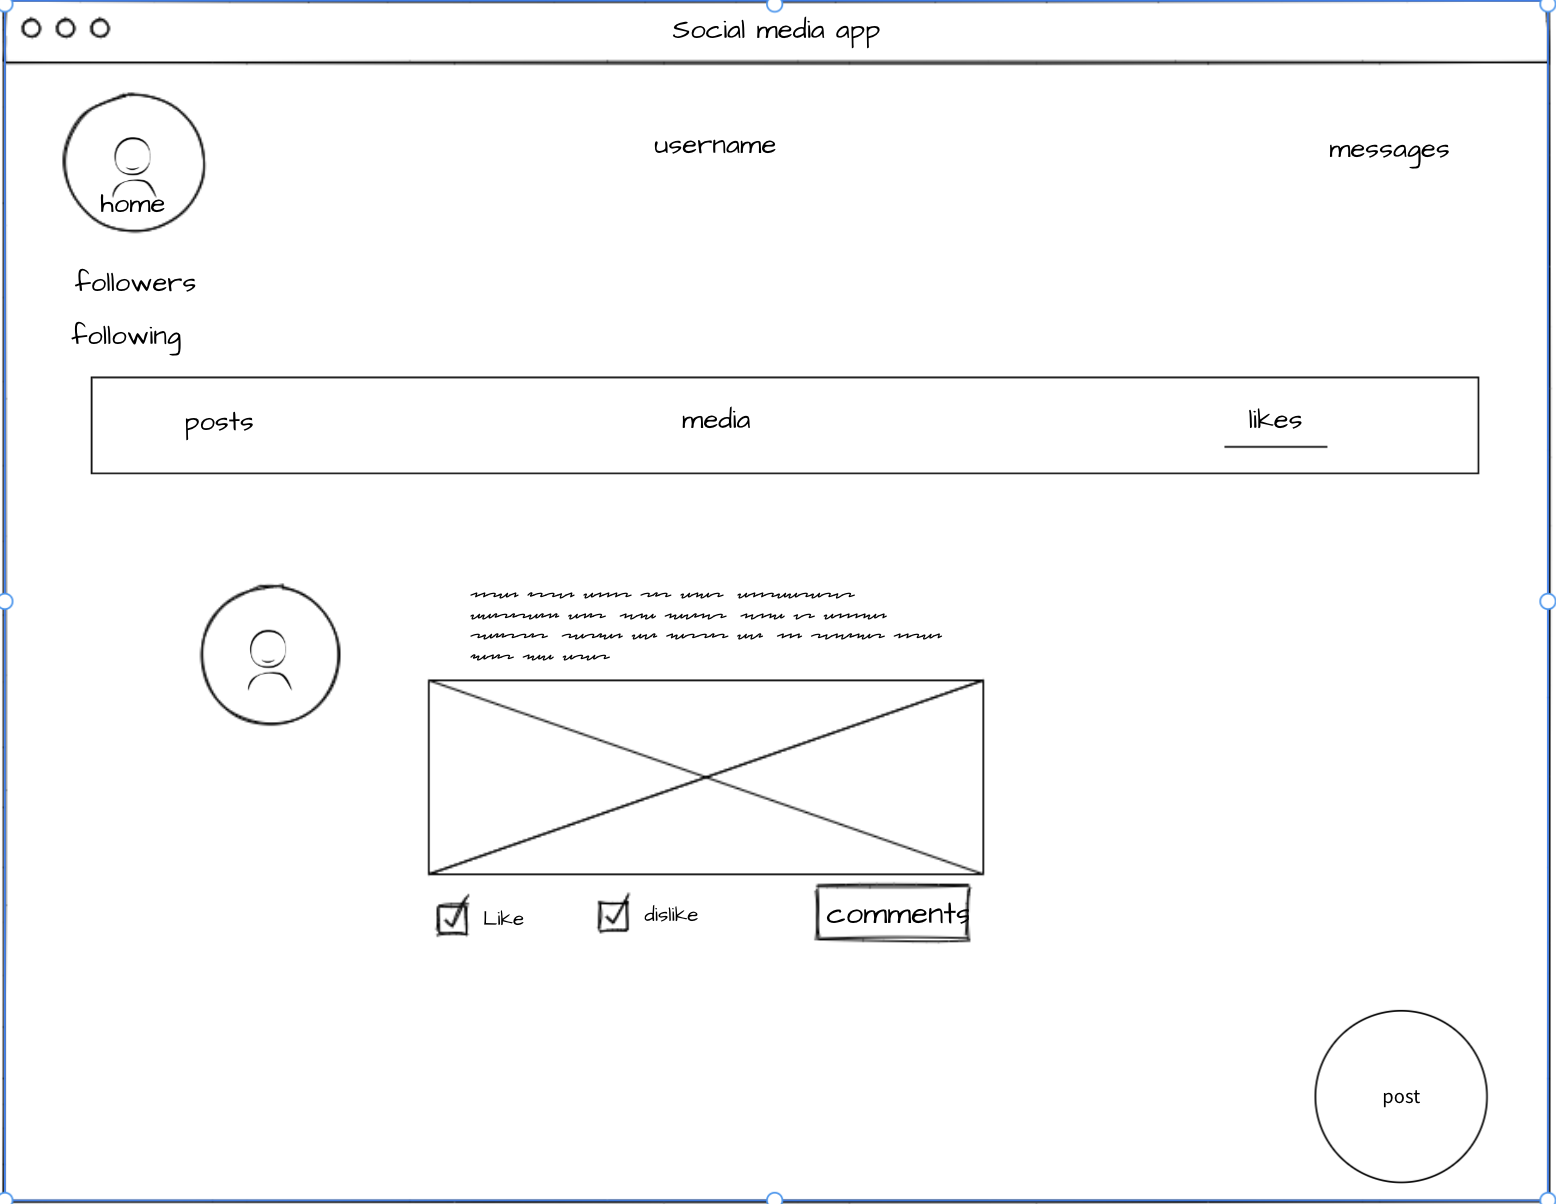 Social media app
username
messages
home
followers
following
posts
media
likes
Like
dislike
comments
post